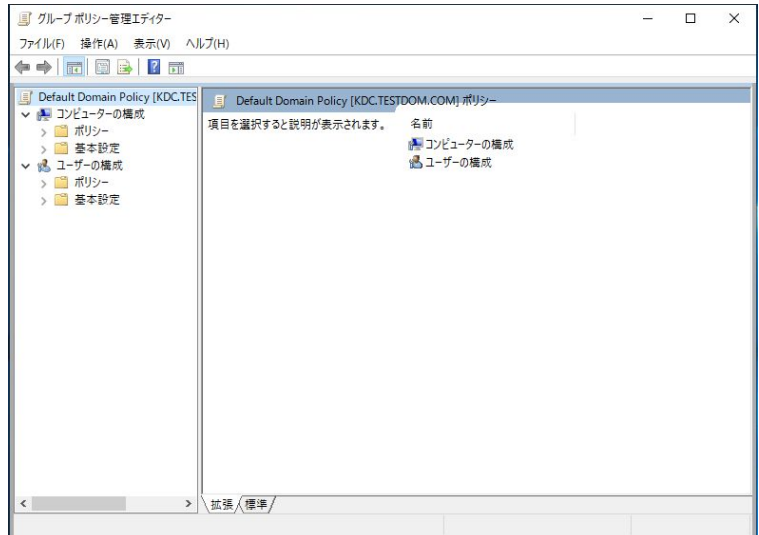 グループ ポリシー管理エディター
ファイル(F) 操作(A) 表示(V) ヘルプ(H)
Default Domain Policy [KDC.TES
コンピューターの構成
ポリシー
基本設定
ユーザーの構成
ポリシー
基本設定
Default Domain Policy [KDC.TESTDOM.COM] ポリシー
項目を選択すると説明が表示されます。
名前
コンピューターの構成
ユーザーの構成
拡張 標準